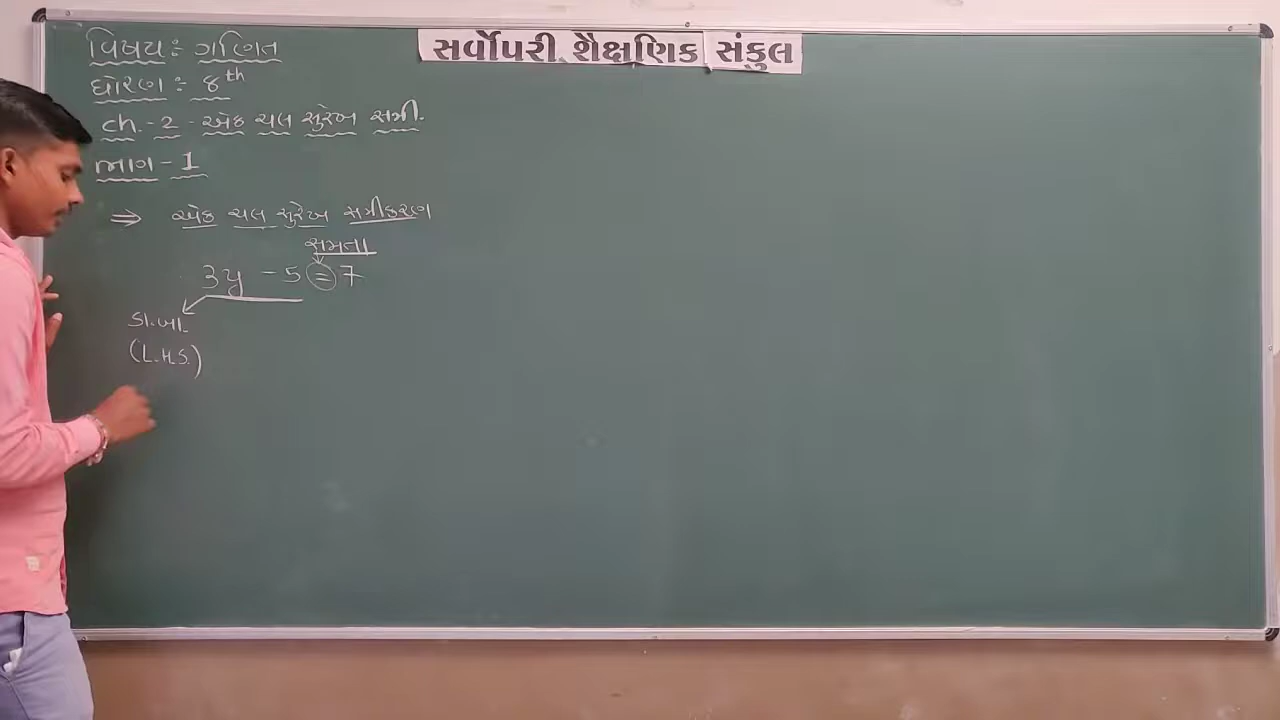 સર્વોપરી શૈક્ષણિક સંકુલ
વિષય : ગણિત
ધોરણ : 8th
ch.-2 - એક ચલ સુરેખ સમી.
ભાગ - 1
⇒ એક ચલ સુરેખ સમીકરણ
સમતા
3y - 5 = 7
ડા.બા.
(L.H.S.)